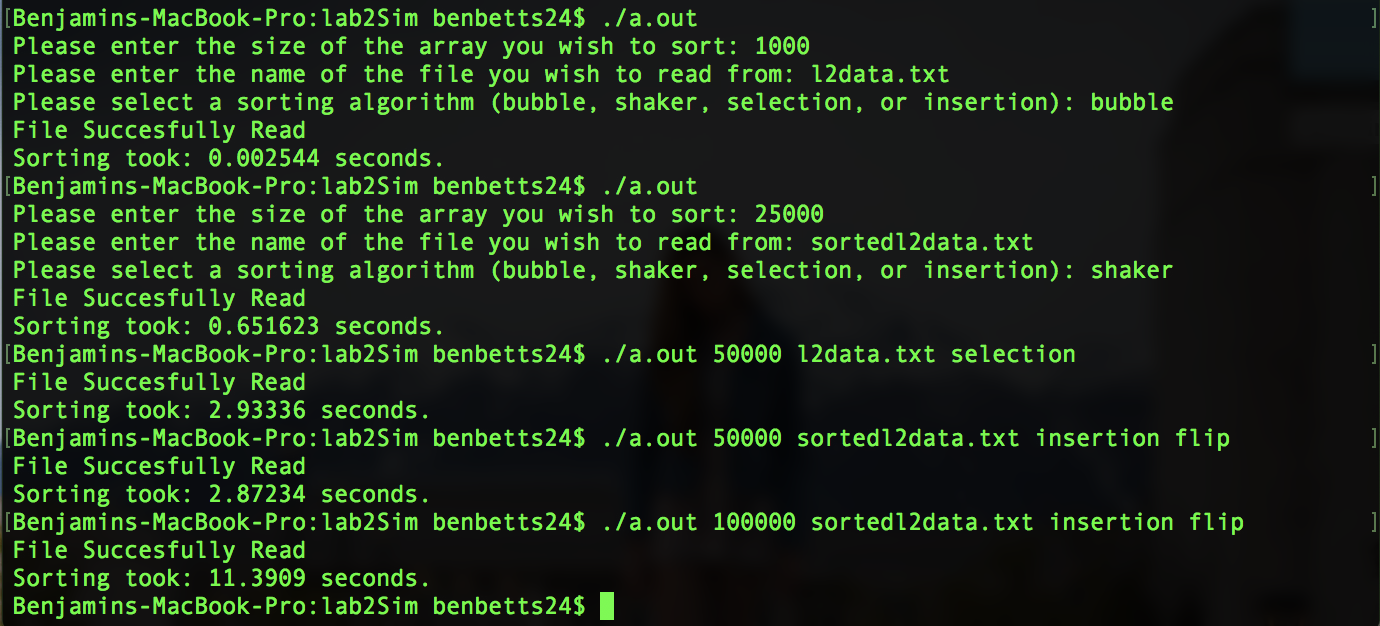 [Benjamins-MacBook-Pro:lab2Sim benbetts24$ ./a.out ]
Please enter the size of the array you wish to sort: 1000
Please enter the name of the file you wish to read from: l2data.txt
Please select a sorting algorithm (bubble, shaker, selection, or insertion): bubble
File Succesfully Read
Sorting took: 0.002544 seconds.
[Benjamins-MacBook-Pro:lab2Sim benbetts24$ ./a.out ]
Please enter the size of the array you wish to sort: 25000
Please enter the name of the file you wish to read from: sortedl2data.txt
Please select a sorting algorithm (bubble, shaker, selection, or insertion): shaker
File Succesfully Read
Sorting took: 0.651623 seconds.
[Benjamins-MacBook-Pro:lab2Sim benbetts24$ ./a.out 50000 l2data.txt selection ]
File Succesfully Read
Sorting took: 2.93336 seconds.
[Benjamins-MacBook-Pro:lab2Sim benbetts24$ ./a.out 50000 sortedl2data.txt insertion flip ]
File Succesfully Read
Sorting took: 2.87234 seconds.
[Benjamins-MacBook-Pro:lab2Sim benbetts24$ ./a.out 100000 sortedl2data.txt insertion flip ]
File Succesfully Read
Sorting took: 11.3909 seconds.
Benjamins-MacBook-Pro:lab2Sim benbetts24$